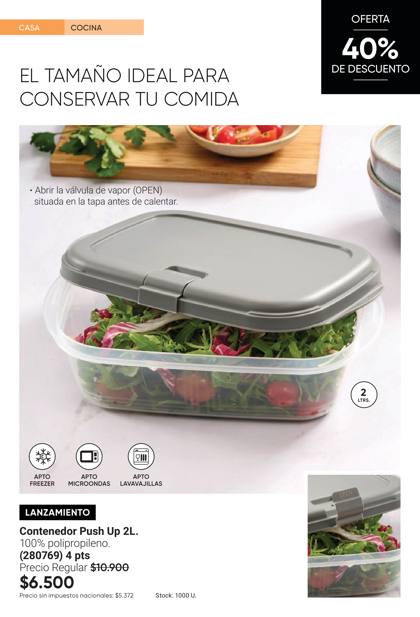 CASA
COCINA
OFERTA
40%
DE DESCUENTO
EL TAMAÑO IDEAL PARA
CONSERVAR TU COMIDA
• Abrir la válvula de vapor (OPEN)
situada en la tapa antes de calentar.
2
LTRS.
APTO
FREEZER
APTO
MICROONDAS
APTO
LAVAVAJILLAS
LANZAMIENTO
Contenedor Push Up 2L.
100% polipropileno.
(280769) 4 pts
Precio Regular $10.900
$6.500
Precio sin impuestos nacionales: $5.372
Stock: 1000 U.